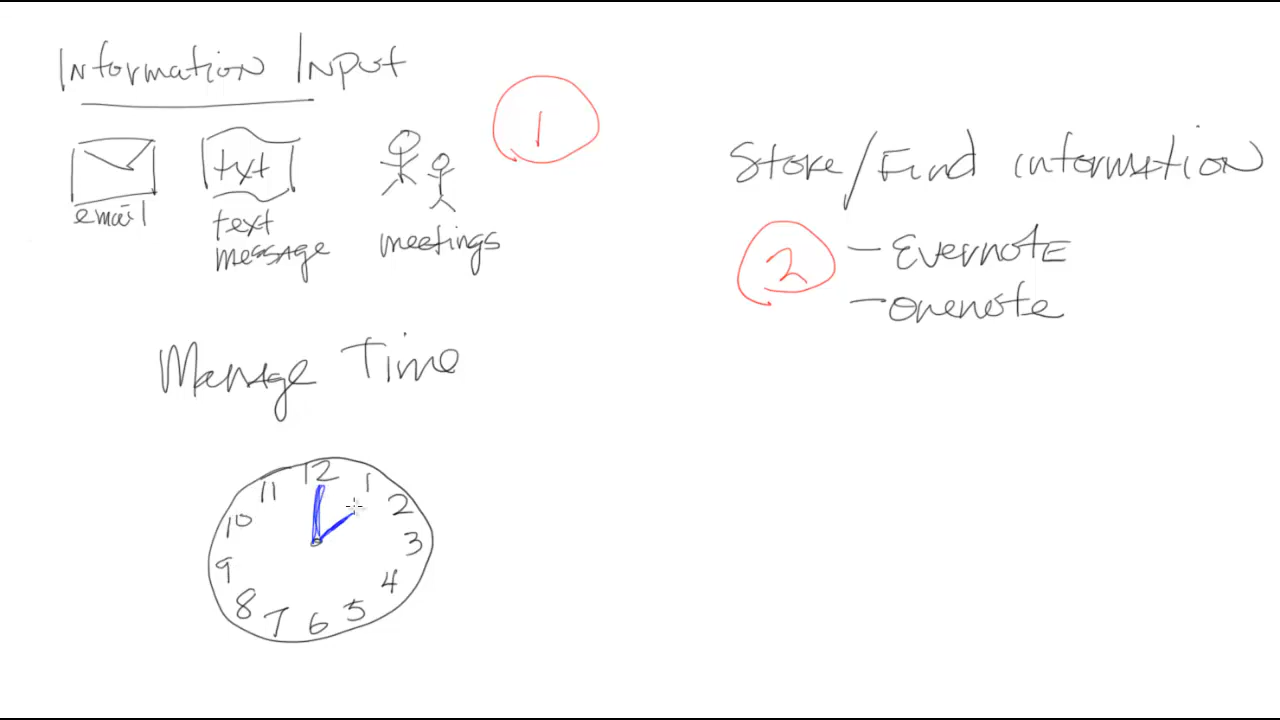 Information Input
1
txt
email
text
message
meetings
Store/Find information
2
- Evernote
- Onenote
Manage Time
12
1
2
3
4
5
6
7
8
9
10
11